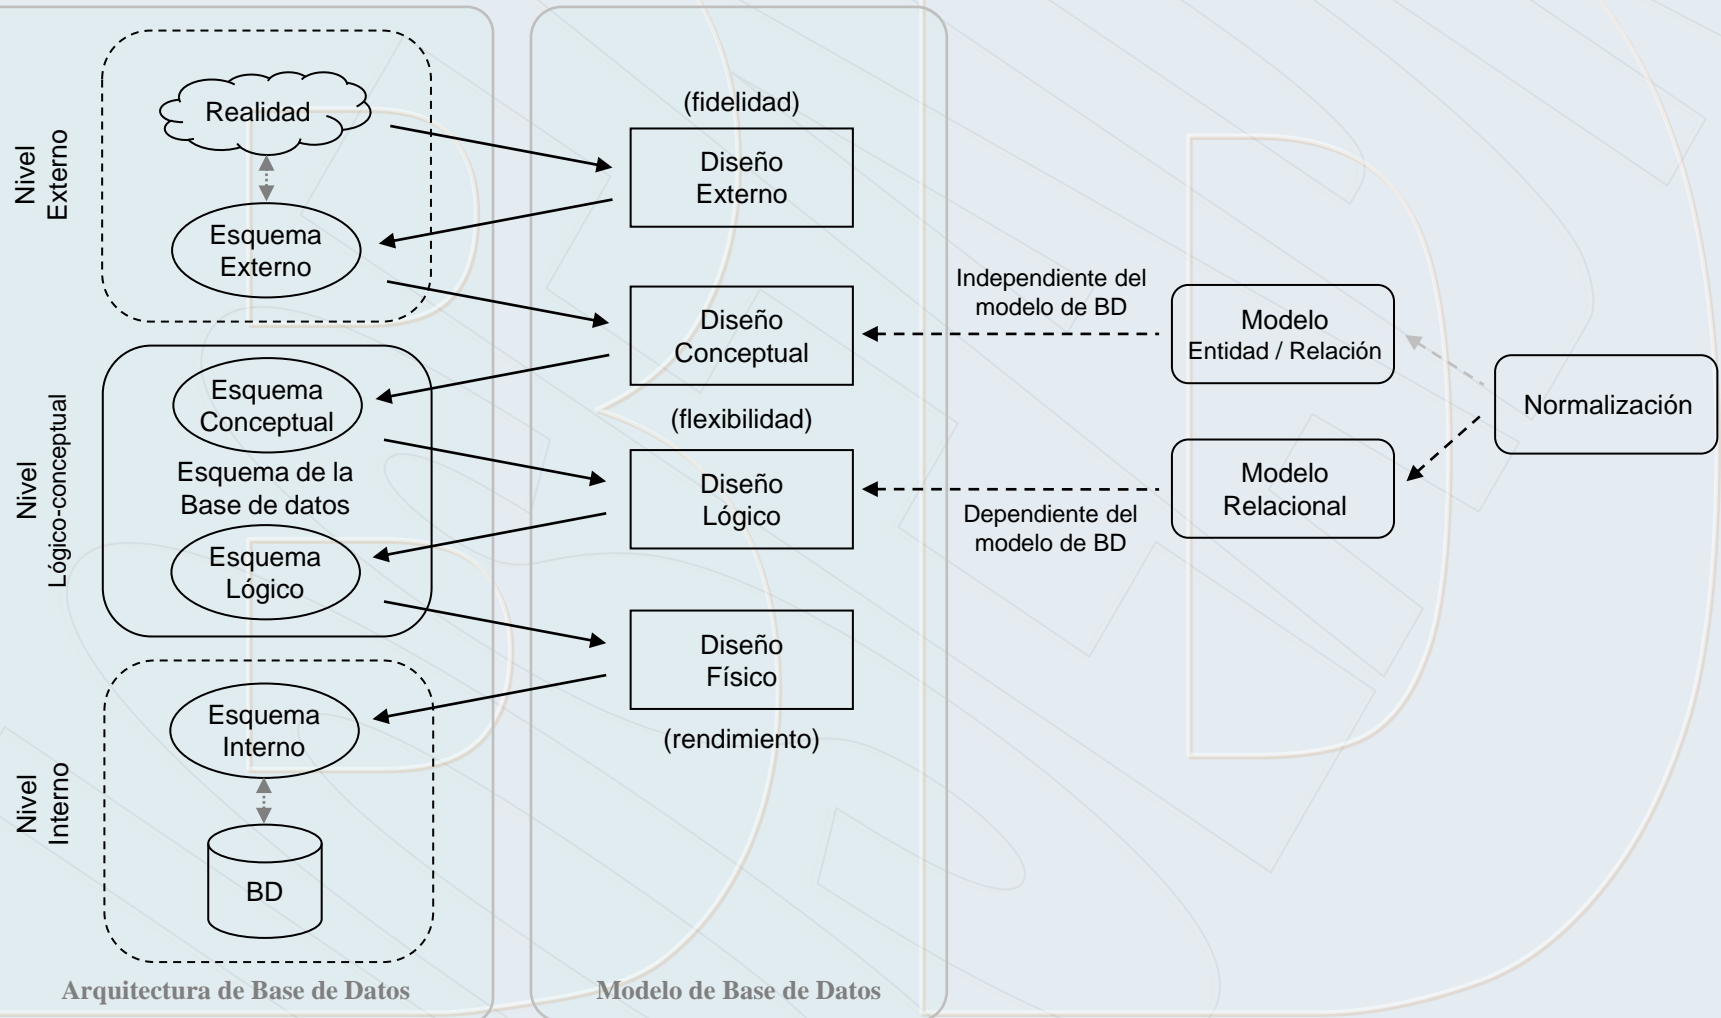 Nivel
Externo
Realidad
Esquema
Externo
(fidelidad)
Diseño
Externo
Nivel
Lógico-conceptual
Esquema
Conceptual
Esquema de la
Base de datos
Esquema
Lógico
Diseño
Conceptual
(flexibilidad)
Diseño
Lógico
Independiente del
modelo de BD
Dependiente del
modelo de BD
Modelo
Entidad / Relación
Modelo
Relacional
Normalización
Nivel
Interno
Esquema
Interno
BD
Diseño
Físico
(rendimiento)
Arquitectura de Base de Datos
Modelo de Base de Datos